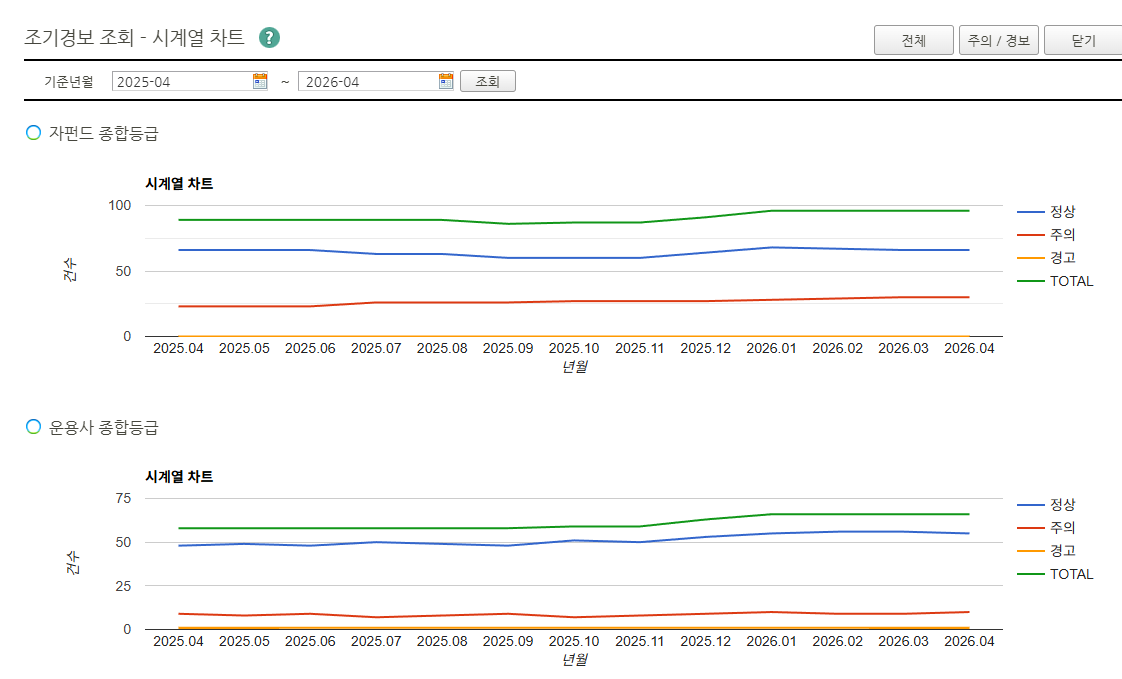 조기경보 조회 - 시계열 차트 ?
전체 주의 / 경보 닫기
기준년월 2025-04 ~ 2026-04 조회
자펀드 종합등급
시계열 차트
100
50
0
건수
2025.04 2025.05 2025.06 2025.07 2025.08 2025.09 2025.10 2025.11 2025.12 2026.01 2026.02 2026.03 2026.04
년월
정상
주의
경고
TOTAL
운용사 종합등급
시계열 차트
75
50
25
0
건수
2025.04 2025.05 2025.06 2025.07 2025.08 2025.09 2025.10 2025.11 2025.12 2026.01 2026.02 2026.03 2026.04
년월
정상
주의
경고
TOTAL